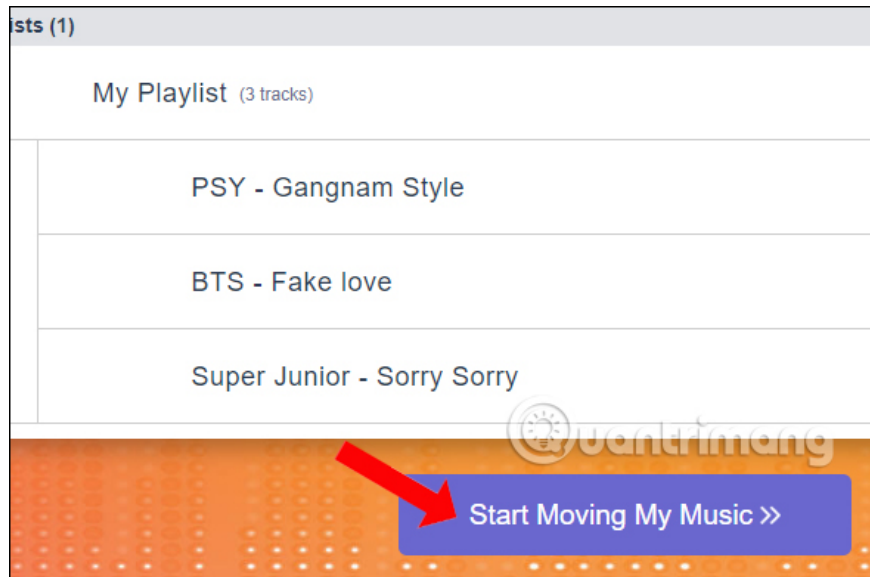 ists (1)
My Playlist (3 tracks)
PSY - Gangnam Style
BTS - Fake love
Super Junior - Sorry Sorry
Quantrimang
Start Moving My Music »